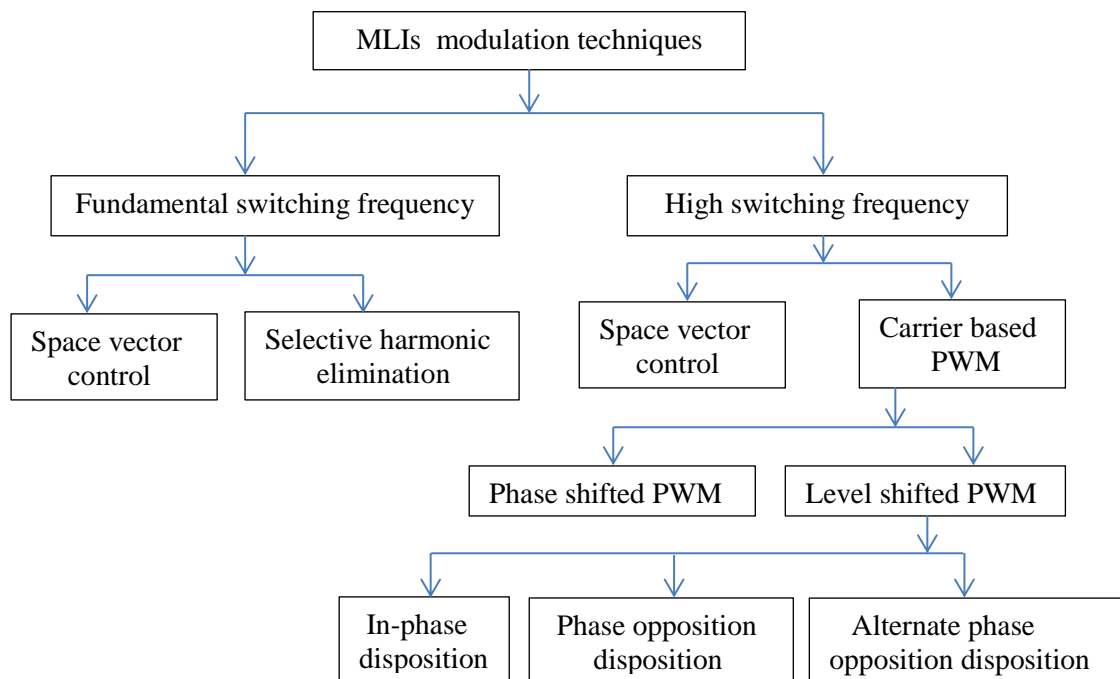 MLIs modulation techniques
Fundamental switching frequency
High switching frequency
Space vector
control
Selective harmonic
elimination
Space vector
control
Carrier based
PWM
Phase shifted PWM
Level shifted PWM
In-phase
disposition
Phase opposition
disposition
Alternate phase
opposition disposition